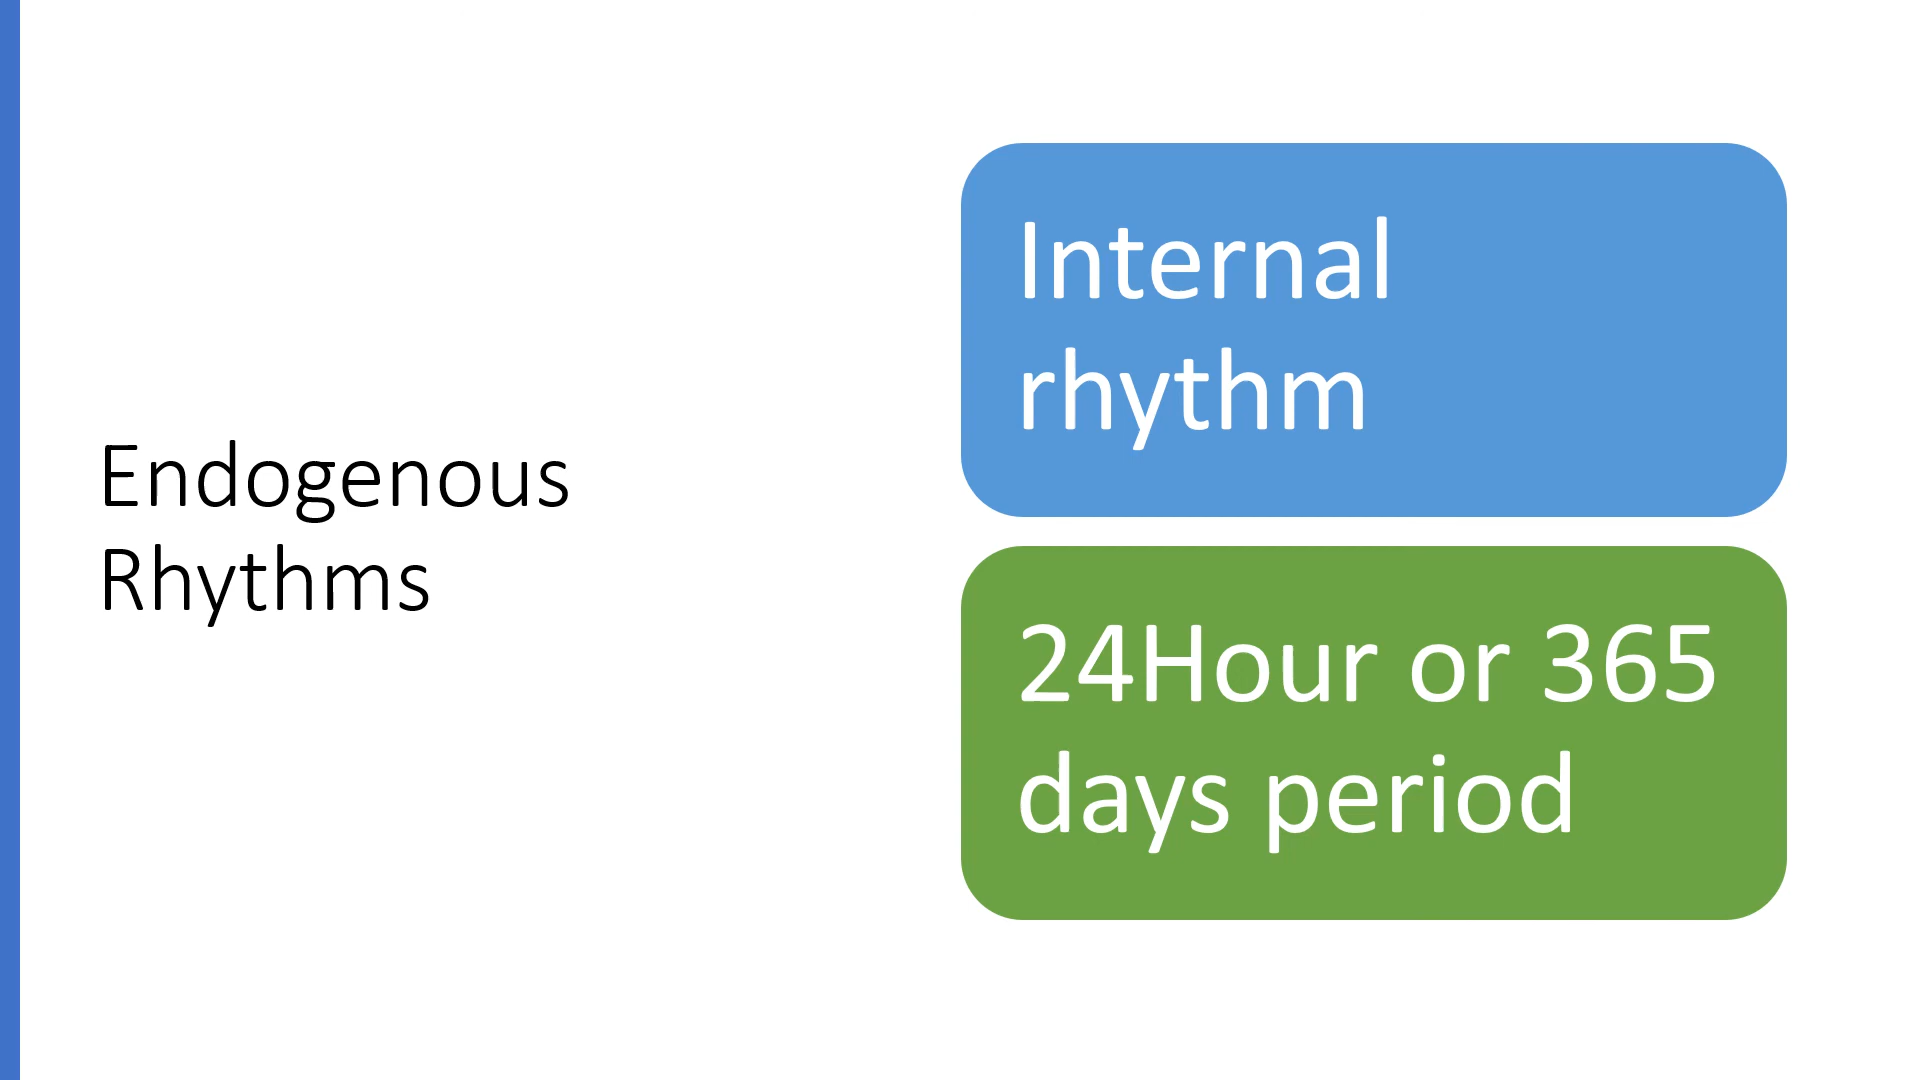 Endogenous
Rhythms
Internal
rhythm
24Hour or 365
days period